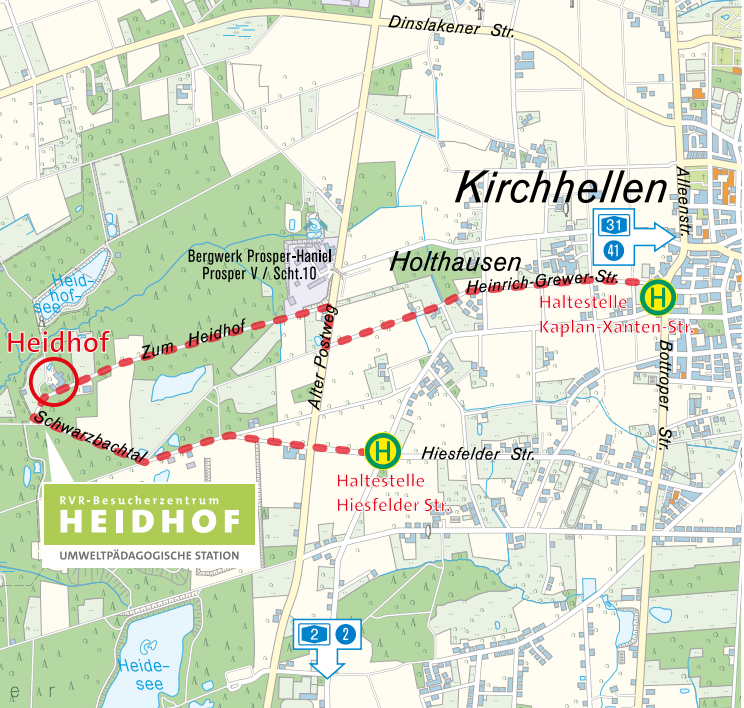 Dinslakener Str.
Kirchhellen
Alleenstr.
31
41
Bergwerk Prosper-Haniel
Prosper V / Scht.10
Holthausen
Heinrich-Grewer-Str.
Haltestelle
Kaplan-Xanten-Str.
H
Heid-
hof-
see
Heidhof
Zum Heidhof
Alter Postweg
Bottroper Str.
Schwarzbachtal
H
Hiesfelder Str.
Haltestelle
Hiesfelder Str.
RVR-Besucherzentrum
HEIDHOF
UMWELTPÄDAGOGISCHE STATION
2
2
Heide-
see
e r